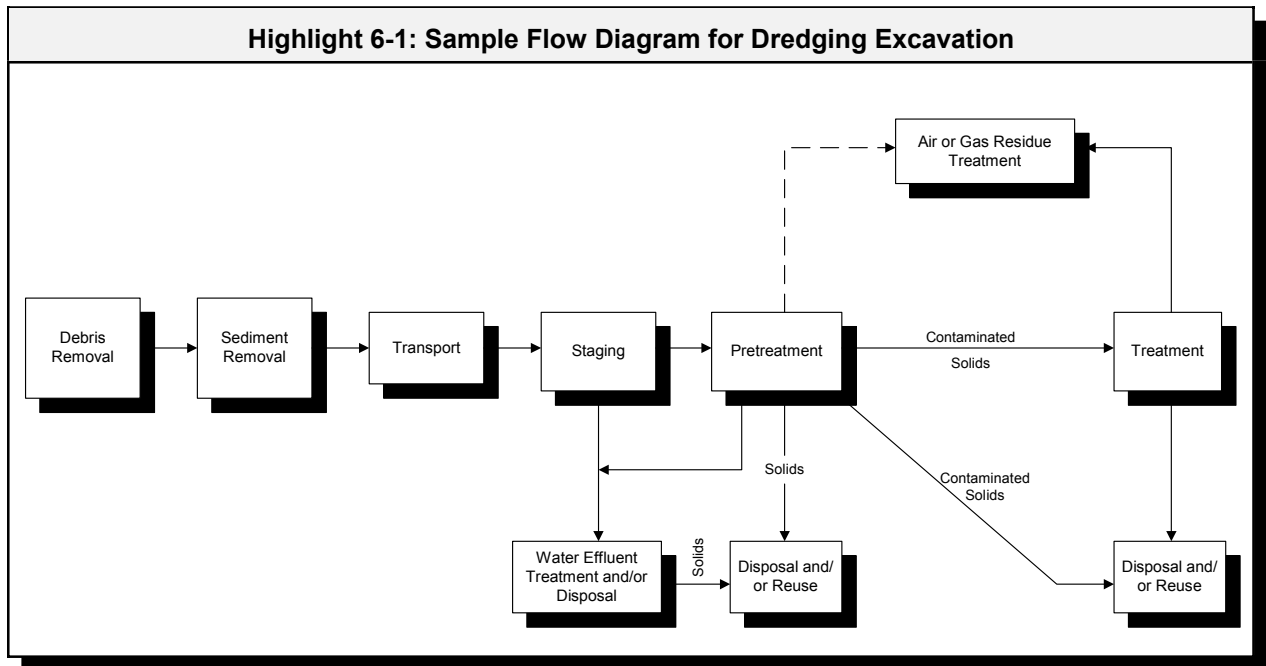 Highlight 6-1: Sample Flow Diagram for Dredging Excavation
Air or Gas Residue
Treatment
Debris
Removal
Sediment
Removal
Transport
Staging
Pretreatment
Contaminated
Solids
Treatment
Solids
Contaminated
Solids
Water Effluent
Treatment and/or
Disposal
Solids
Disposal and/
or Reuse
Disposal and/
or Reuse